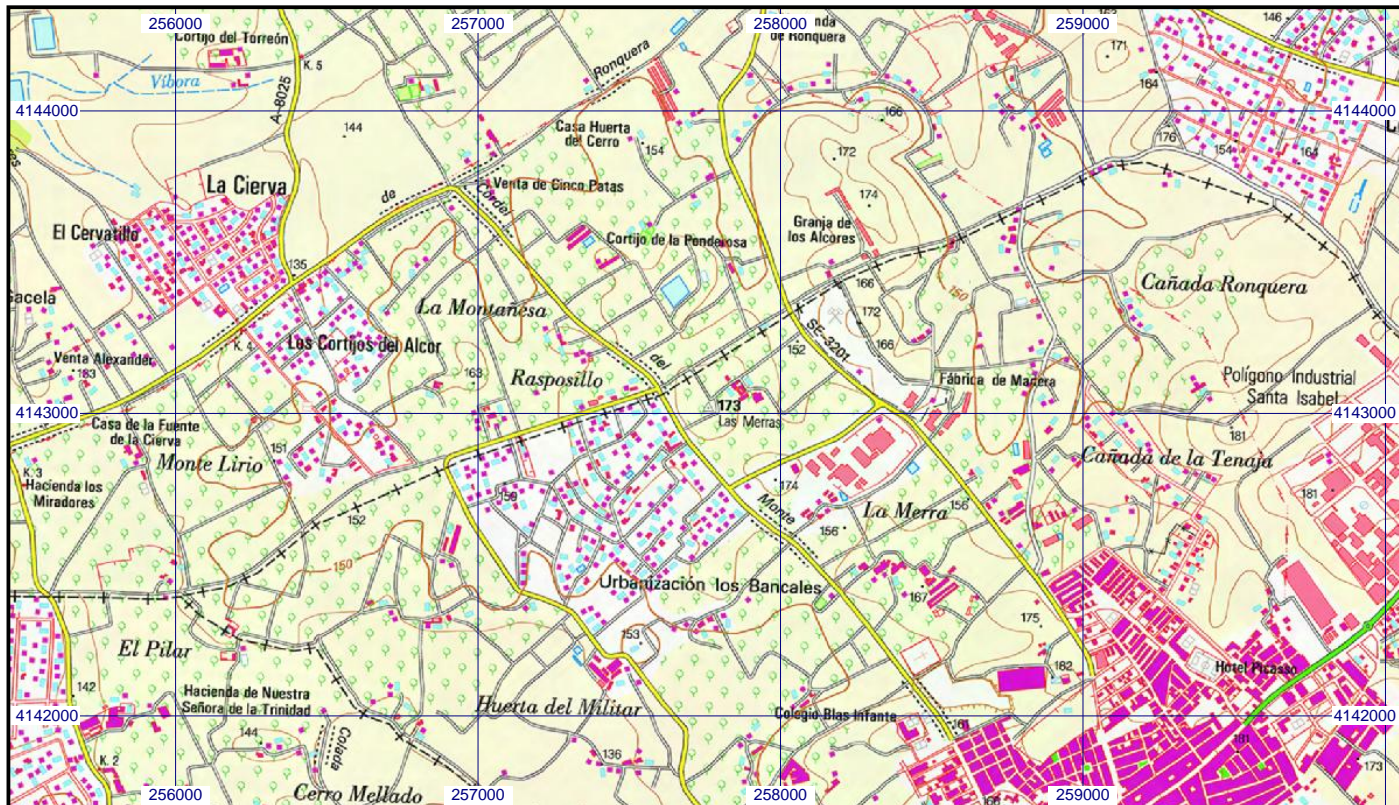 256000
257000
258000
259000
Cortijo del Torreón
K. 5
Víbora
A-8025
144
Ronquera
de Ronquera
171
146
164
4144000
4144000
Casa Huerta
del Cerro
154
166
172
176
154
164
La Cierva
de
Venta de Cinco Patas
Cordel
174
Granja de
los Alcores
El Cervatillo
Cortijo de la Ponderosa
135
166
150
Cañada Ronquera
La Montañesa
172
K. 4
Los Cortijos del Alcor
SE-3201
166
152
Venta Alexander
183
del
163
Rasposillo
Fábrica de Madera
Polígono Industrial
Santa Isabel
4143000
173
Las Merras
4143000
Casa de la Fuente
de la Cierva
181
151
Monte Lirio
Cañada de la Tenaja
K. 3
Hacienda los
Miradores
159
174
181
Monte
La Merra
156
152
156
150
Urbanización los Bancales
167
153
175
El Pilar
182
Hotel Picasso
142
Hacienda de Nuestra
Señora de la Trinidad
Huerta del Militar
4142000
Colegio Blas Infante
161
4142000
144
Colada
181
136
K. 2
173
Cerro Mellado
168
256000
257000
258000
259000